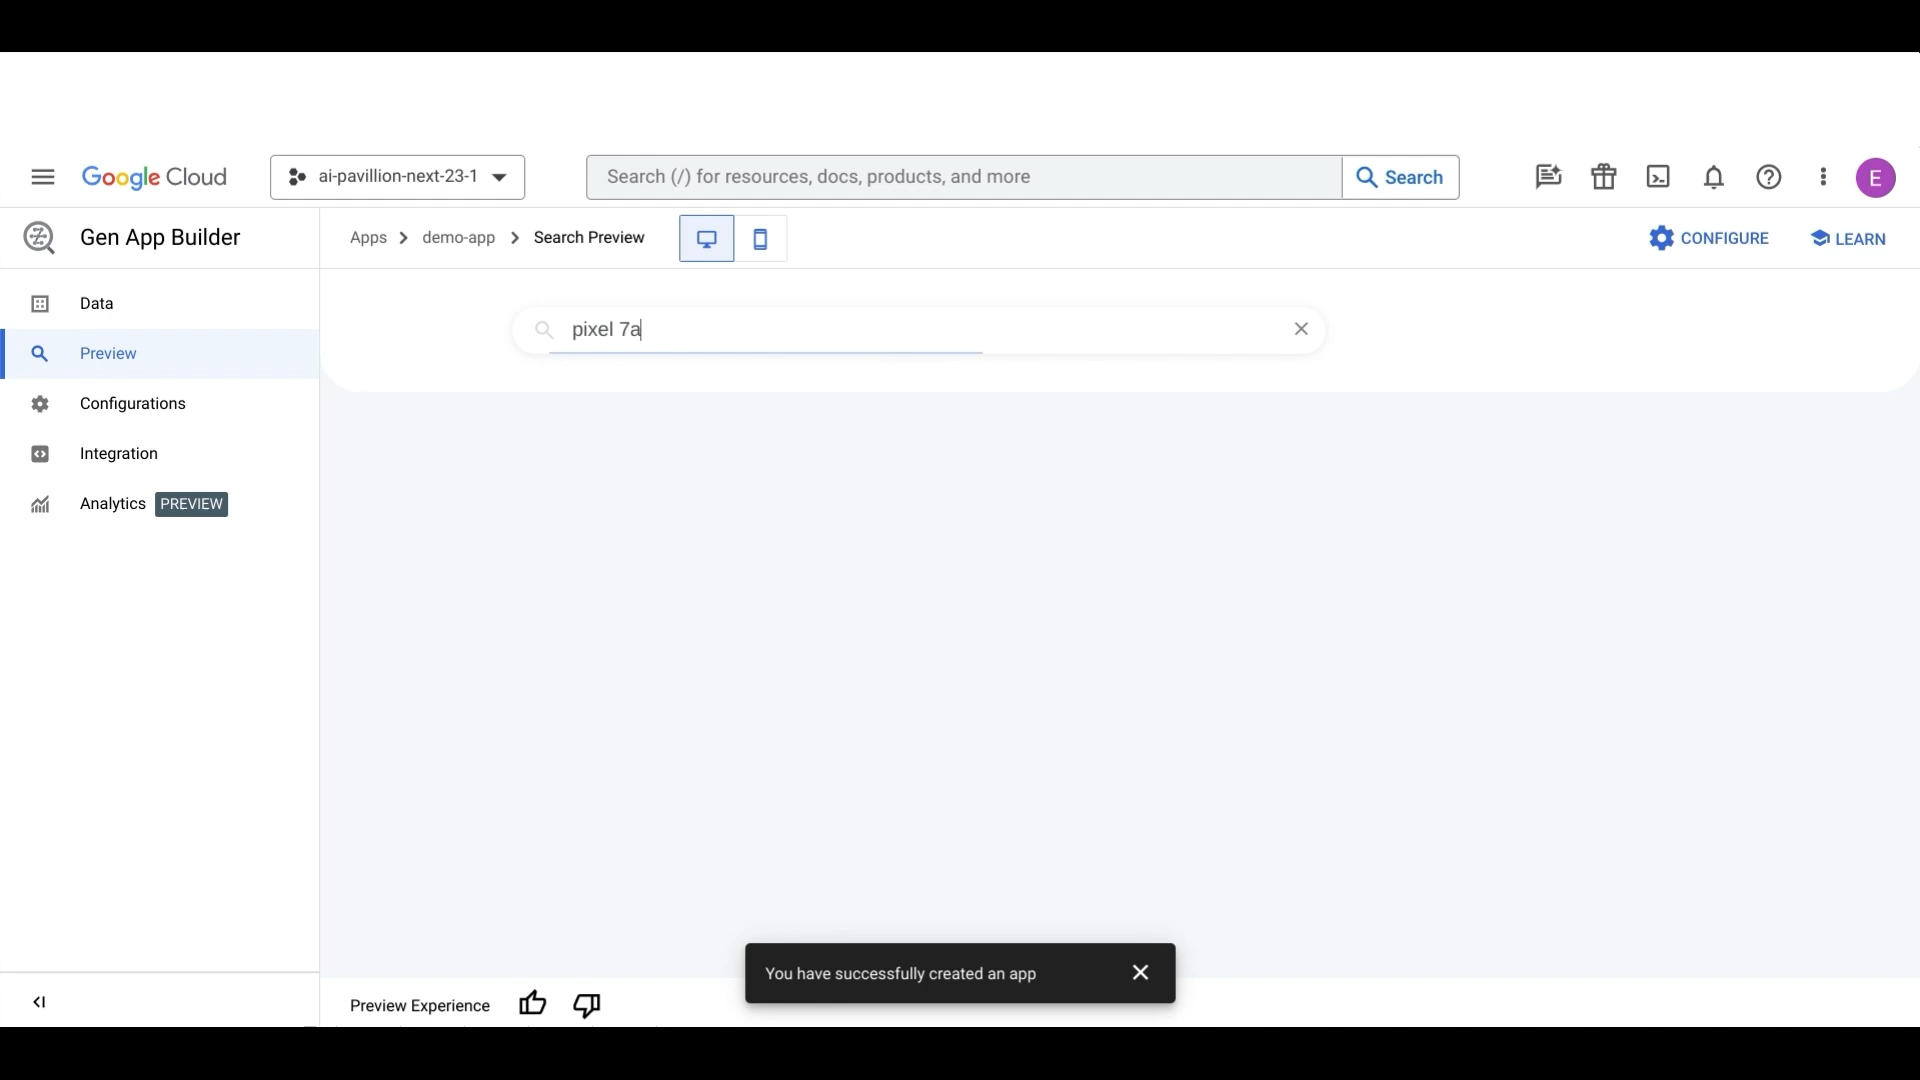 Google Cloud
ai-pavillion-next-23-1
Search (/) for resources, docs, products, and more
Search
E
Gen App Builder
Apps
demo-app
Search Preview
CONFIGURE
LEARN
Data
Preview
Configurations
Integration
Analytics PREVIEW
pixel 7a
You have successfully created an app
Preview Experience